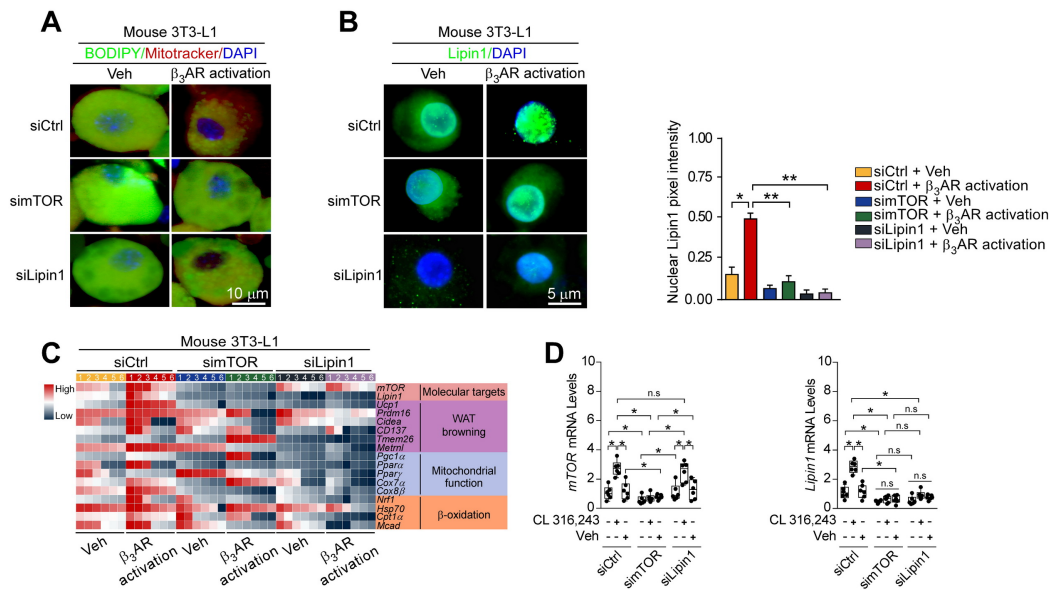 A
Mouse 3T3-L1
BODIPY/Mitotracker/DAPI
Veh
β3AR activation
siCtrl
simTOR
siLipin1
10 µm
B
Mouse 3T3-L1
Lipin1/DAPI
Veh
β3AR activation
siCtrl
simTOR
siLipin1
5 µm
Nuclear Lipin1 pixel intensity
1.00
0.75
0.50
0.25
0.00
*
**
**
siCtrl + Veh
siCtrl + β3AR activation
simTOR + Veh
simTOR + β3AR activation
siLipin1 + Veh
siLipin1 + β3AR activation
C
Mouse 3T3-L1
siCtrl
simTOR
siLipin1
High
Low
1 2 3 4 5 6 1 2 3 4 5 6 1 2 3 4 5 6 1 2 3 4 5 6 1 2 3 4 5 6 1 2 3 4 5 6
mTOR
Lipin1
Ucp1
Prdm16
Cidea
CD137
Tmem26
Metrnl
Pgc1α
Pparα
Pparγ
Cox7α
Cox8β
Nrf1
Hsp70
Cpt1α
Mcad
Molecular targets
WAT browning
Mitochondrial function
β-oxidation
Veh
β3AR activation
Veh
β3AR activation
Veh
β3AR activation
D
mTOR mRNA Levels
10
8
6
4
2
0
n.s
*
*
*
*
*
*
*
*
* *
* *
CL 316,243
- + - - + - - + -
Veh
- - + - - + - - +
siCtrl
simTOR
siLipin1
Lipin1 mRNA Levels
10
8
6
4
2
0
*
*
n.s
*
n.s
*
n.s
n.s
* *
CL 316,243
- + - - + - - + -
Veh
- - + - - + - - +
siCtrl
simTOR
siLipin1